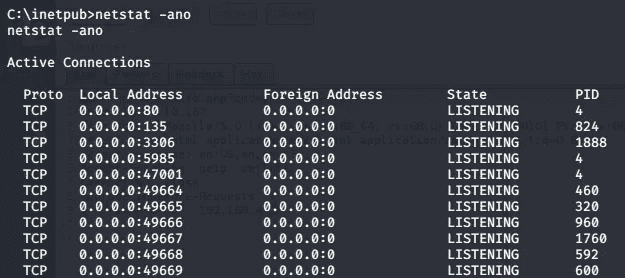 C:\inetpub>netstat -ano
netstat -ano
Active Connections
Proto Local Address Foreign Address State PID
TCP 0.0.0.0:80 0.0.0.0:0 LISTENING 4
TCP 0.0.0.0:135 0.0.0.0:0 LISTENING 824
TCP 0.0.0.0:3306 0.0.0.0:0 LISTENING 1888
TCP 0.0.0.0:5985 0.0.0.0:0 LISTENING 4
TCP 0.0.0.0:47001 0.0.0.0:0 LISTENING 4
TCP 0.0.0.0:49664 0.0.0.0:0 LISTENING 460
TCP 0.0.0.0:49665 0.0.0.0:0 LISTENING 320
TCP 0.0.0.0:49666 0.0.0.0:0 LISTENING 960
TCP 0.0.0.0:49667 0.0.0.0:0 LISTENING 1760
TCP 0.0.0.0:49668 0.0.0.0:0 LISTENING 592
TCP 0.0.0.0:49669 0.0.0.0:0 LISTENING 600